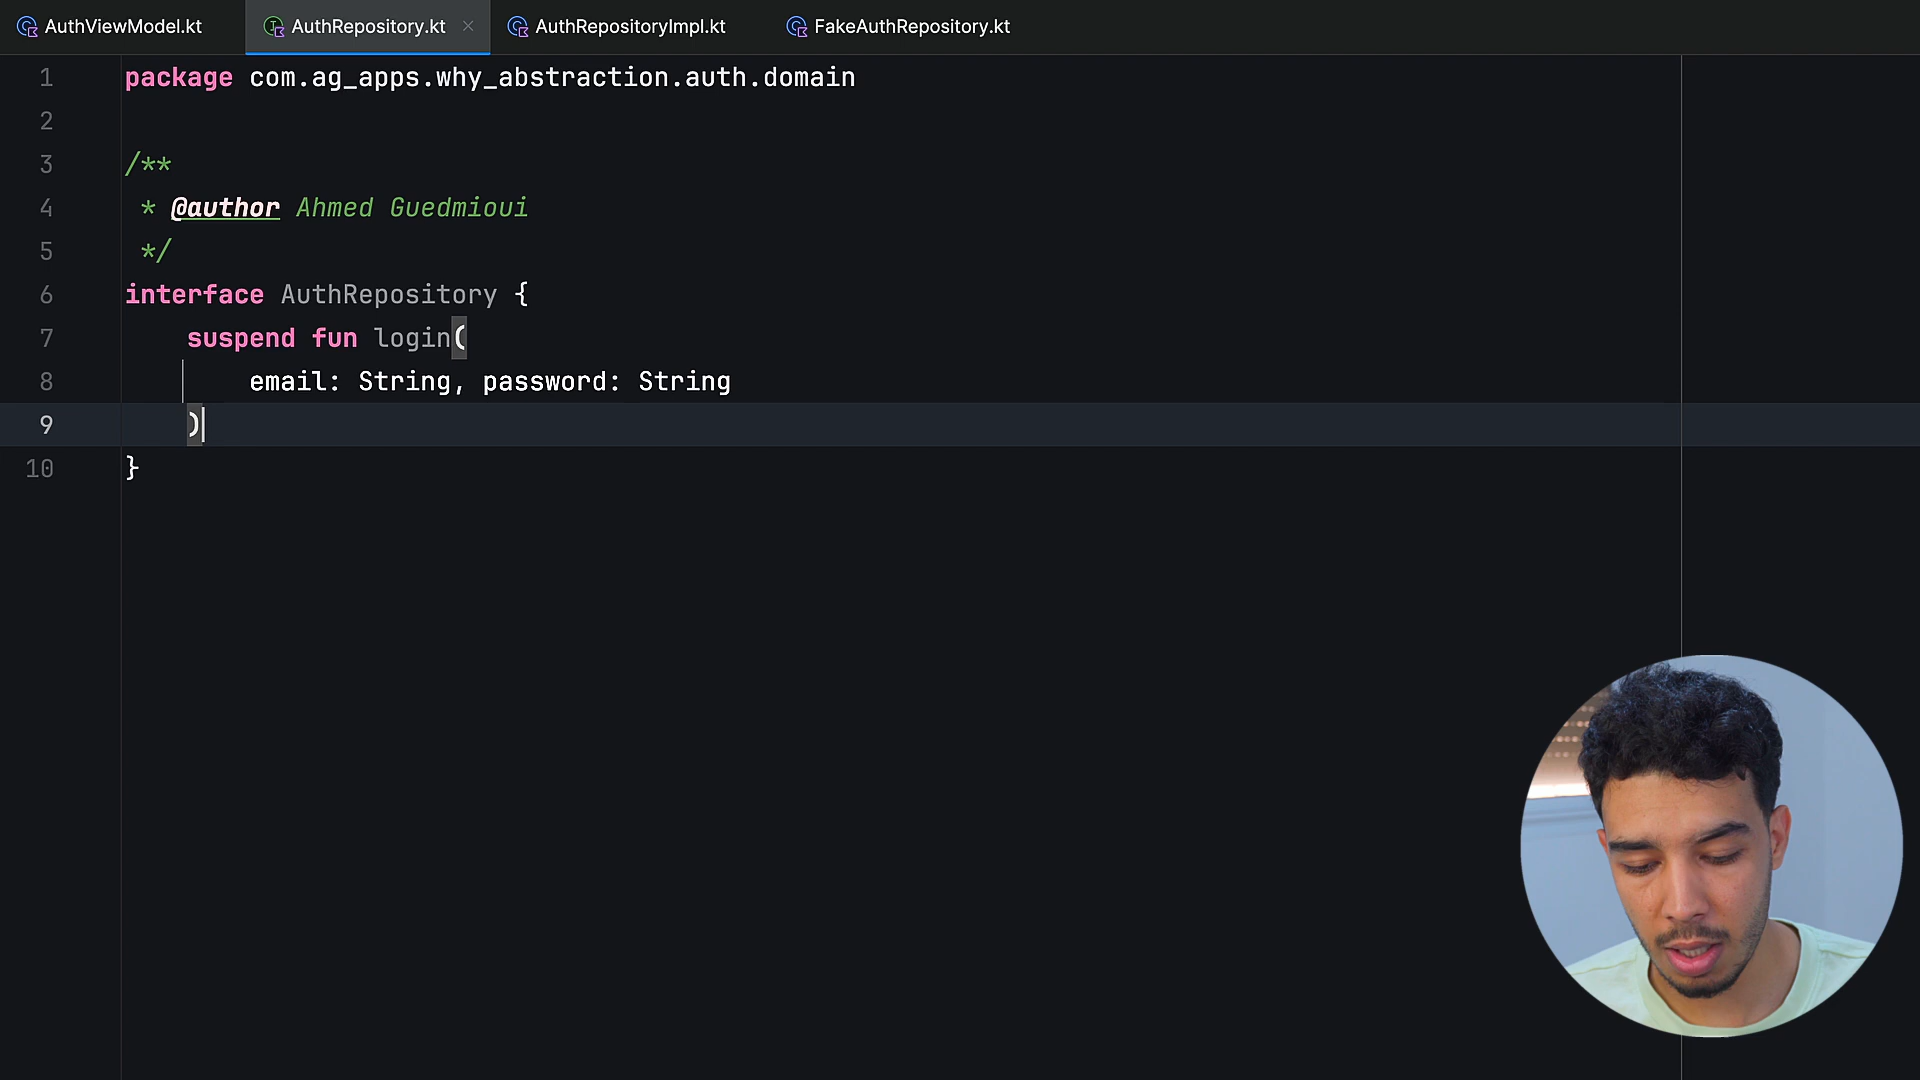 AuthViewModel.kt
AuthRepository.kt
AuthRepositoryImpl.kt
FakeAuthRepository.kt
1 package com.ag_apps.why_abstraction.auth.domain
2
3 /**
4 * @author Ahmed Guedmioui
5 */
6 interface AuthRepository {
7 suspend fun login(
8 email: String, password: String
9 )
10 }